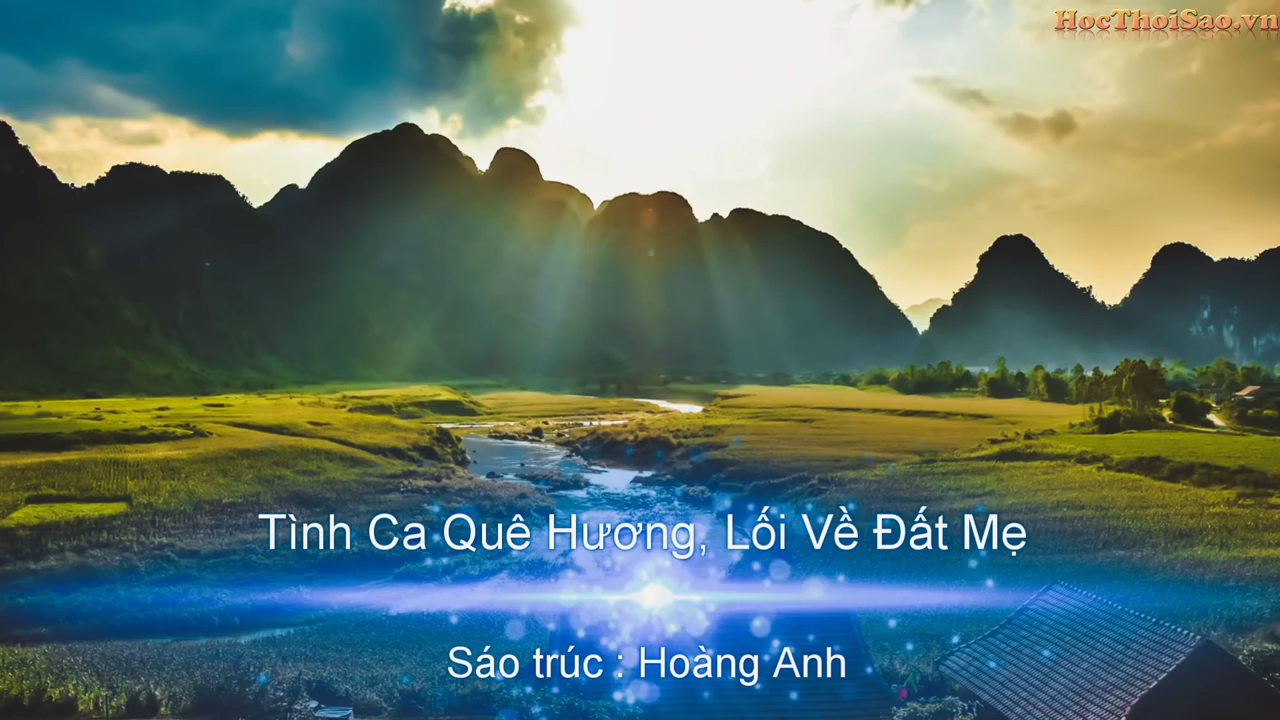 HocThoiSao.vn
Tình Ca Quê Hương, Lối Về Đất Mẹ
Sáo trúc : Hoàng Anh